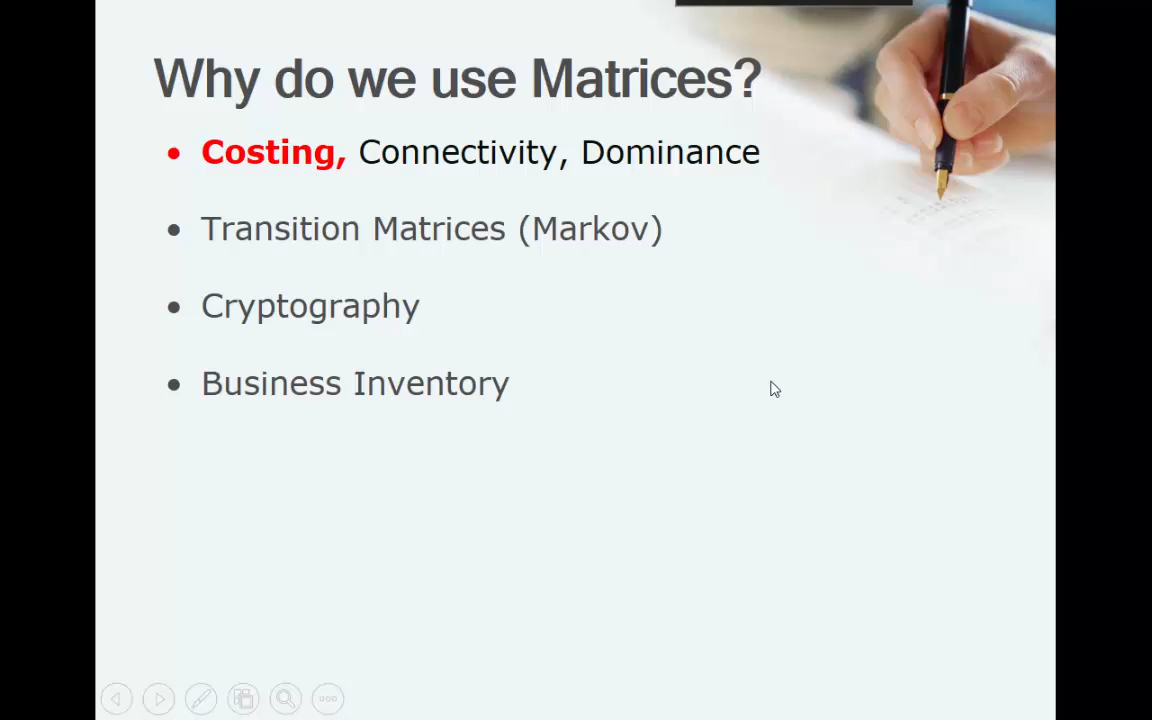 Why do we use Matrices?
• Costing, Connectivity, Dominance
• Transition Matrices (Markov)
• Cryptography
• Business Inventory